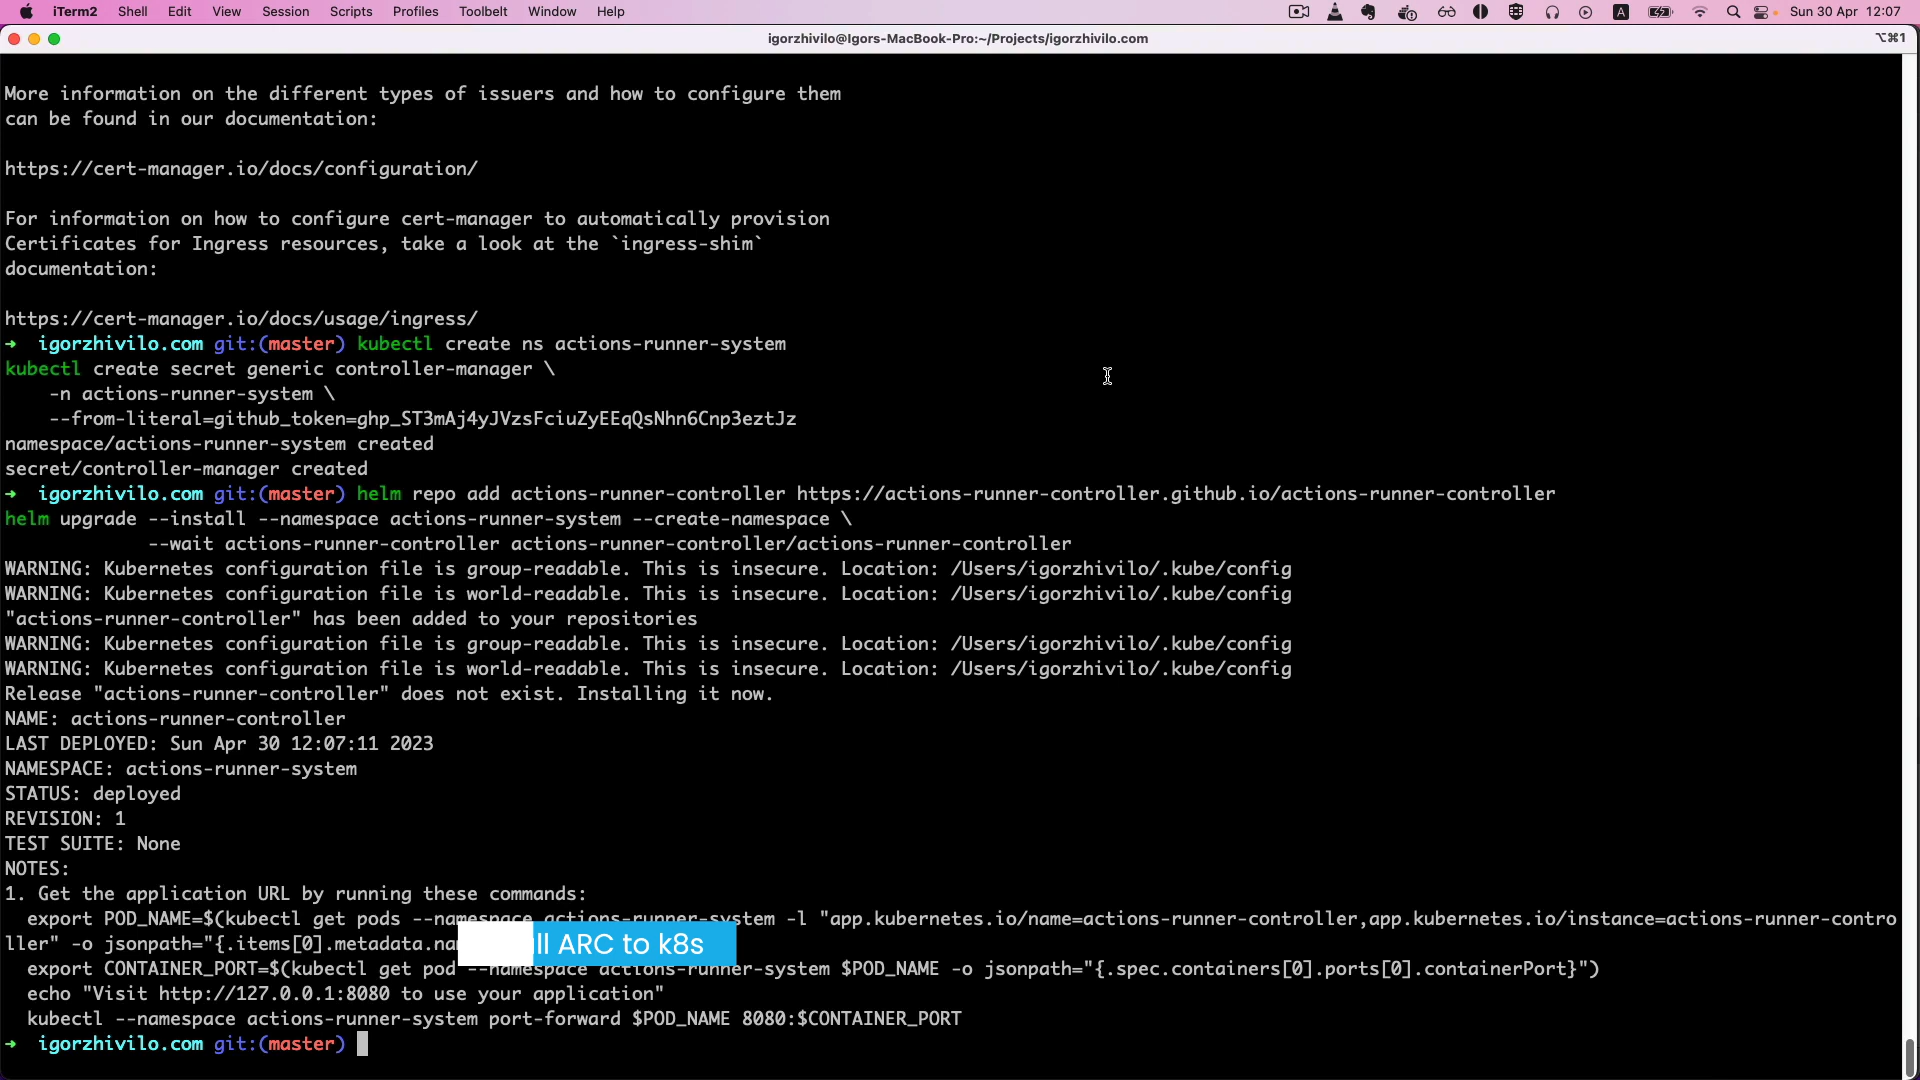 iTerm2 Shell Edit View Session Scripts Profiles Toolbelt Window Help A Sun 30 Apr 12:07
igorzhivilo@Igors-MacBook-Pro:~/Projects/igorzhivilo.com ⌥⌘1
More information on the different types of issuers and how to configure them
can be found in our documentation:
https://cert-manager.io/docs/configuration/
For information on how to configure cert-manager to automatically provision
Certificates for Ingress resources, take a look at the `ingress-shim`
documentation:
https://cert-manager.io/docs/usage/ingress/
➜ igorzhivilo.com git:(master) kubectl create ns actions-runner-system
kubectl create secret generic controller-manager \
    -n actions-runner-system \
    --from-literal=github_token=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
namespace/actions-runner-system created
secret/controller-manager created
➜ igorzhivilo.com git:(master) helm repo add actions-runner-controller https://actions-runner-controller.github.io/actions-runner-controller
helm upgrade --install --namespace actions-runner-system --create-namespace \
             --wait actions-runner-controller actions-runner-controller/actions-runner-controller
WARNING: Kubernetes configuration file is group-readable. This is insecure. Location: /Users/igorzhivilo/.kube/config
WARNING: Kubernetes configuration file is world-readable. This is insecure. Location: /Users/igorzhivilo/.kube/config
"actions-runner-controller" has been added to your repositories
WARNING: Kubernetes configuration file is group-readable. This is insecure. Location: /Users/igorzhivilo/.kube/config
WARNING: Kubernetes configuration file is world-readable. This is insecure. Location: /Users/igorzhivilo/.kube/config
Release "actions-runner-controller" does not exist. Installing it now.
NAME: actions-runner-controller
LAST DEPLOYED: Sun Apr 30 12:07:11 2023
NAMESPACE: actions-runner-system
STATUS: deployed
REVISION: 1
TEST SUITE: None
NOTES:
1. Get the application URL by running these commands:
  export POD_NAME=$(kubectl get pods --namespace actions-runner-system -l "app.kubernetes.io/name=actions-runner-controller,app.kubernetes.io/instance=actions-runner-contro
ller" -o jsonpath="{.items[0].metadata.na
ll ARC to k8s
  export CONTAINER_PORT=$(kubectl get pod --namespace actions-runner-system $POD_NAME -o jsonpath="{.spec.containers[0].ports[0].containerPort}")
  echo "Visit http://127.0.0.1:8080 to use your application"
  kubectl --namespace actions-runner-system port-forward $POD_NAME 8080:$CONTAINER_PORT
➜ igorzhivilo.com git:(master)